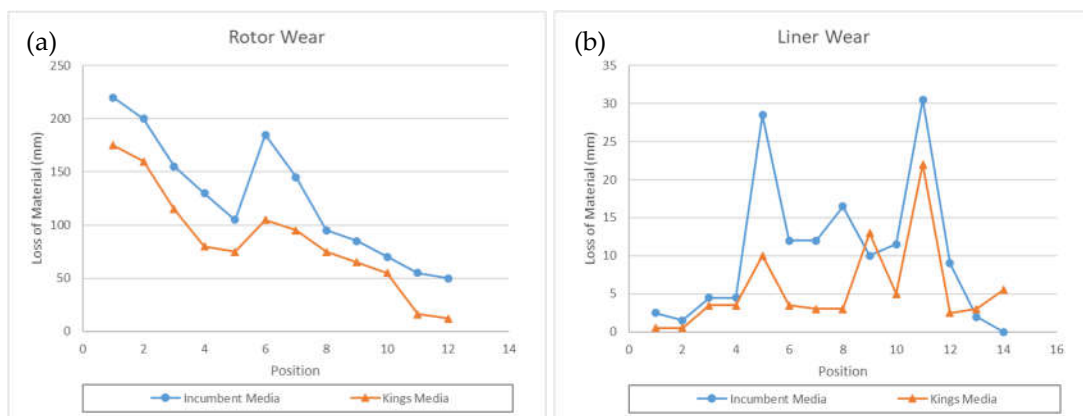 (a)
Rotor Wear
250
200
150
100
50
0
0 2 4 6 8 10 12 14
Loss of Material (mm)
Position
Incumbent Media Kings Media
(b)
Liner Wear
35
30
25
20
15
10
5
0
0 2 4 6 8 10 12 14 16
Loss of Material (mm)
Position
Incumbent Media Kings Media